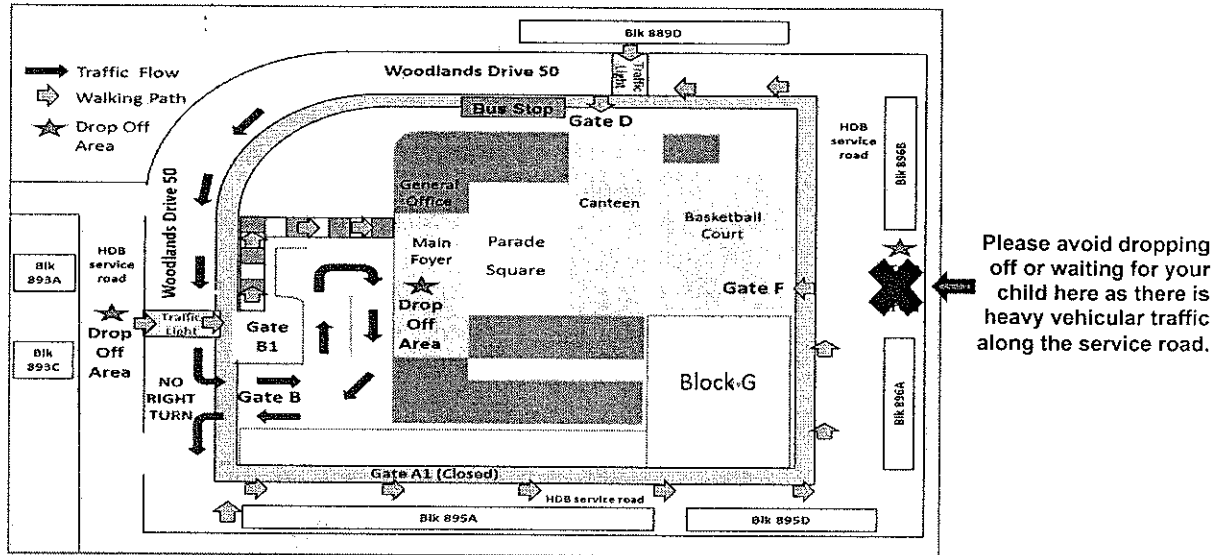 Blk 889D
Traffic Flow
Walking Path
Drop Off
Area
Woodlands Drive 50
Traffic
Light
Bus Stop
Gate D
HDB
service
road
Blk 896B
Woodlands Drive 50
General
Office
Canteen
Basketball
Court
Main
Foyer
Parade
Square
HDB
service
road
Blk
893A
Drop
Off
Area
Traffic
Light
Gate
B1
Drop
Off
Area
Gate F
Please avoid dropping
off or waiting for your
child here as there is
heavy vehicular traffic
along the service road.
Blk
893C
NO
RIGHT
TURN
Gate B
Block G
Blk 896A
Gate A1 (Closed)
HDB service road
Blk 895A
Blk 895D